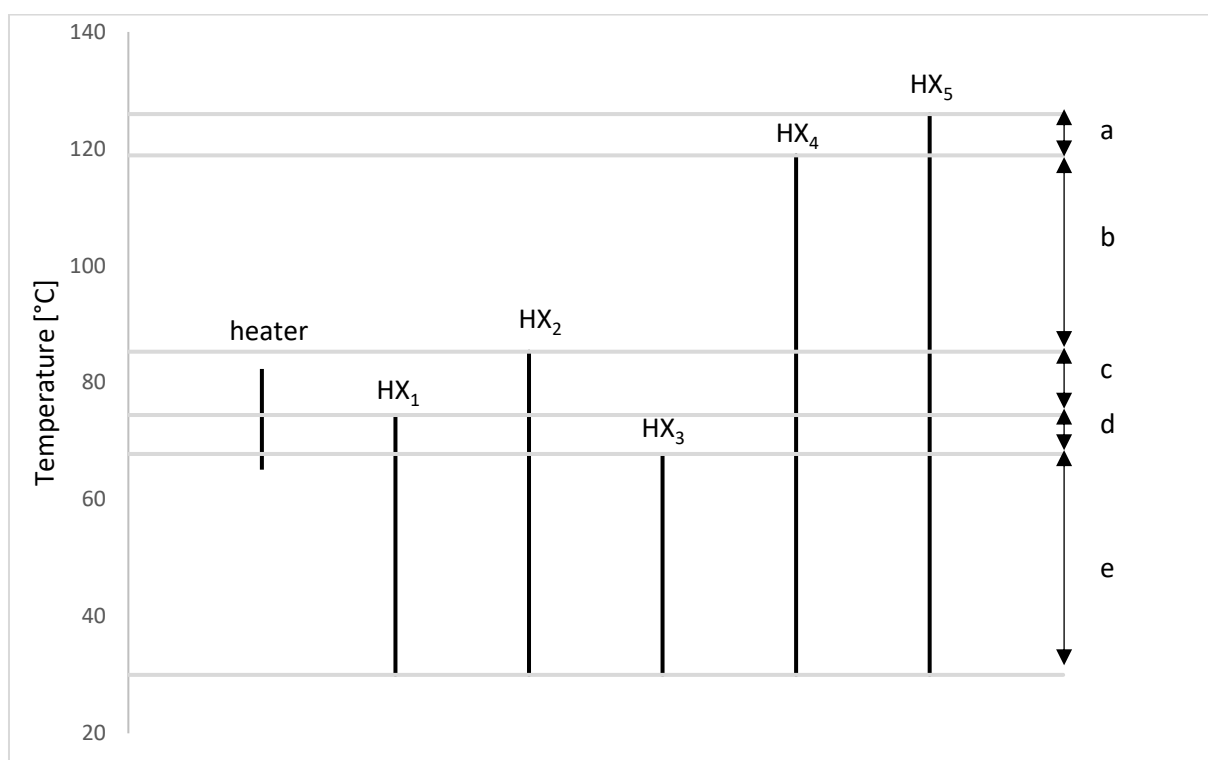 140
HX₅
a
HX₄
120
b
100
Temperature [°C]
HX₂
heater
c
80
HX₁
d
HX₃
60
e
40
20